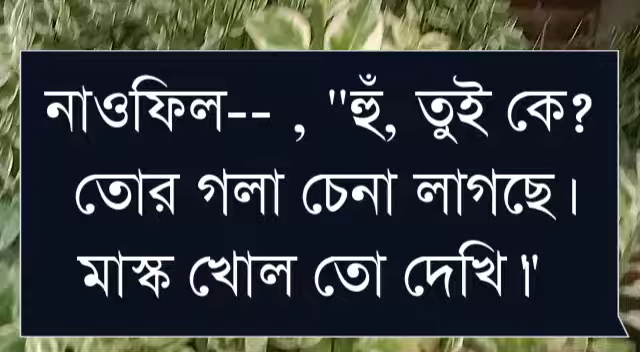 নাওফিল-- , "হুঁ, তুই কে?
তোর গলা চেনা লাগছে।
মাস্ক খোল তো দেখি।"